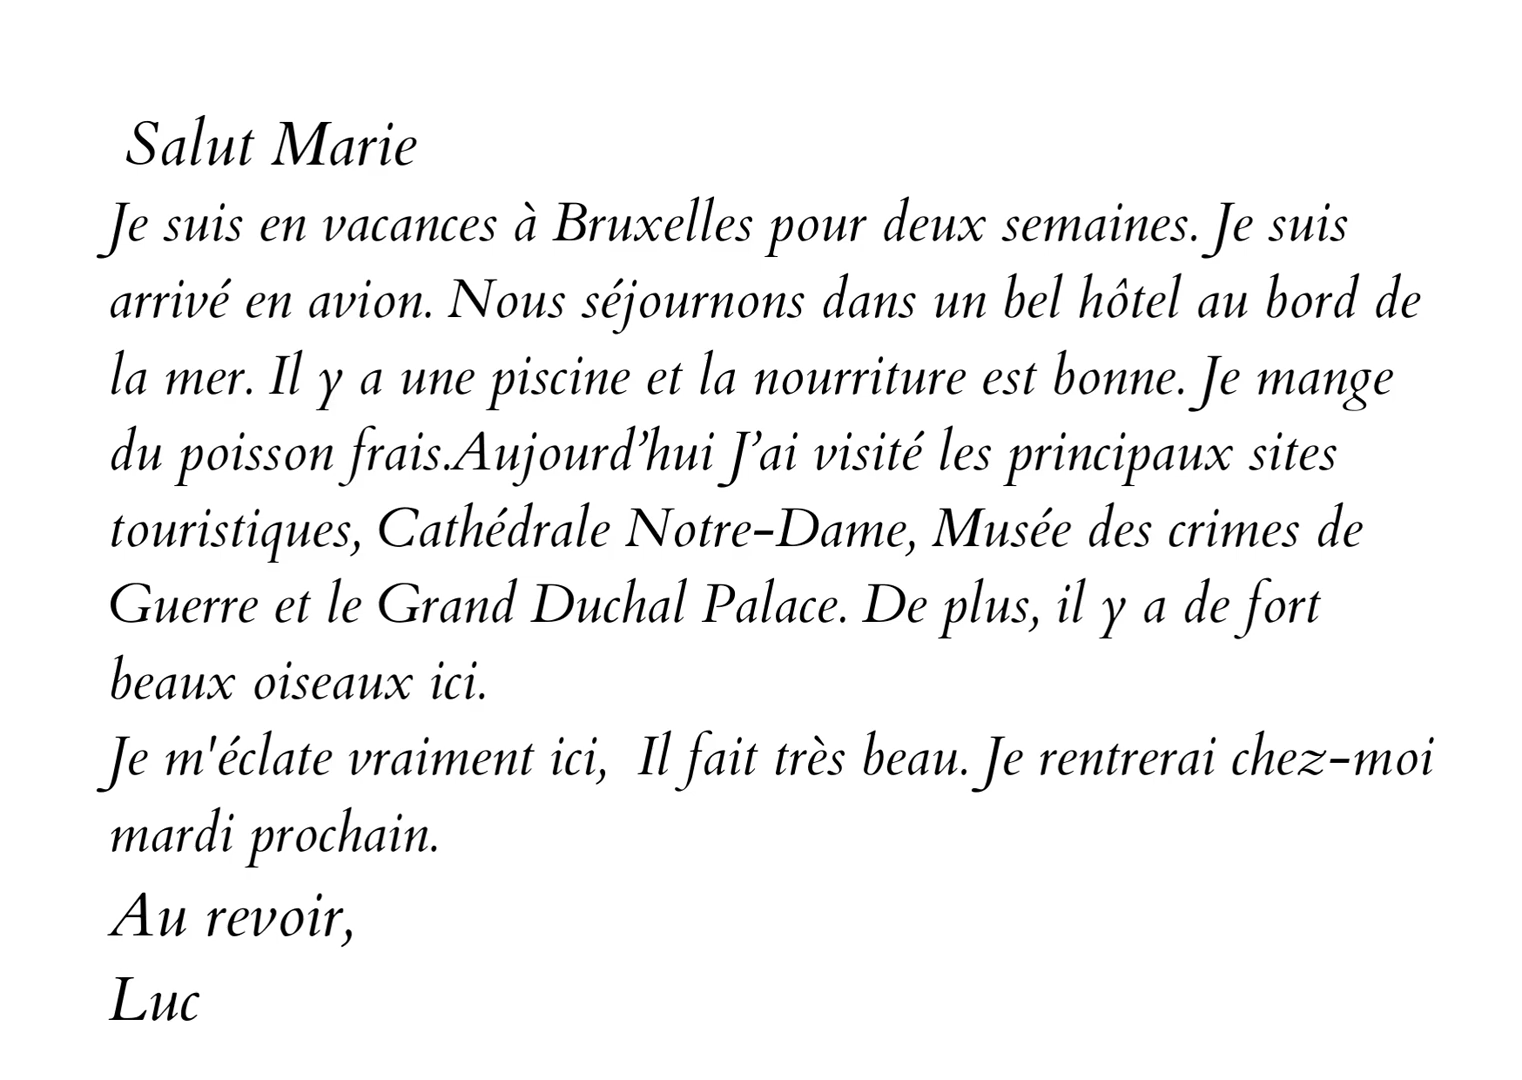 Salut Marie
Je suis en vacances à Bruxelles pour deux semaines. Je suis
arrivé en avion. Nous séjournons dans un bel hôtel au bord de
la mer. Il y a une piscine et la nourriture est bonne. Je mange
du poisson frais.Aujourd’hui J’ai visité les principaux sites
touristiques, Cathédrale Notre-Dame, Musée des crimes de
Guerre et le Grand Duchal Palace. De plus, il y a de fort
beaux oiseaux ici.
Je m'éclate vraiment ici,  Il fait très beau. Je rentrerai chez-moi
mardi prochain.
Au revoir,
Luc